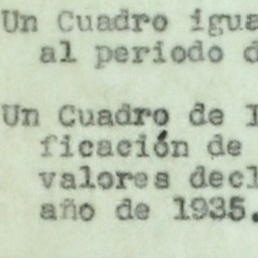 Un Cuadro igua
al periodo d
Un Cuadro de
ficación de
valores decl
año de 1935.